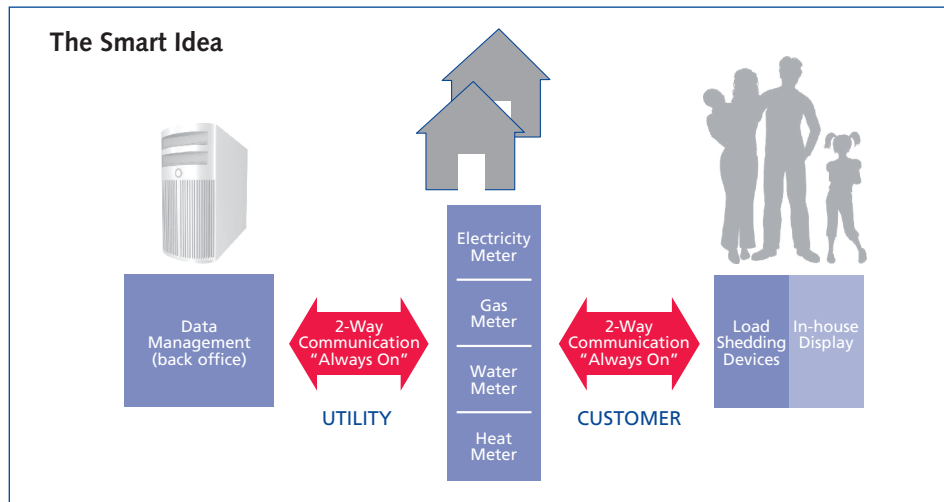 The Smart Idea
Data
Management
(back office)
2-Way
Communication
“Always On”
UTILITY
Electricity
Meter
Gas
Meter
Water
Meter
Heat
Meter
2-Way
Communication
“Always On”
CUSTOMER
Load
Shedding
Devices
In-house
Display